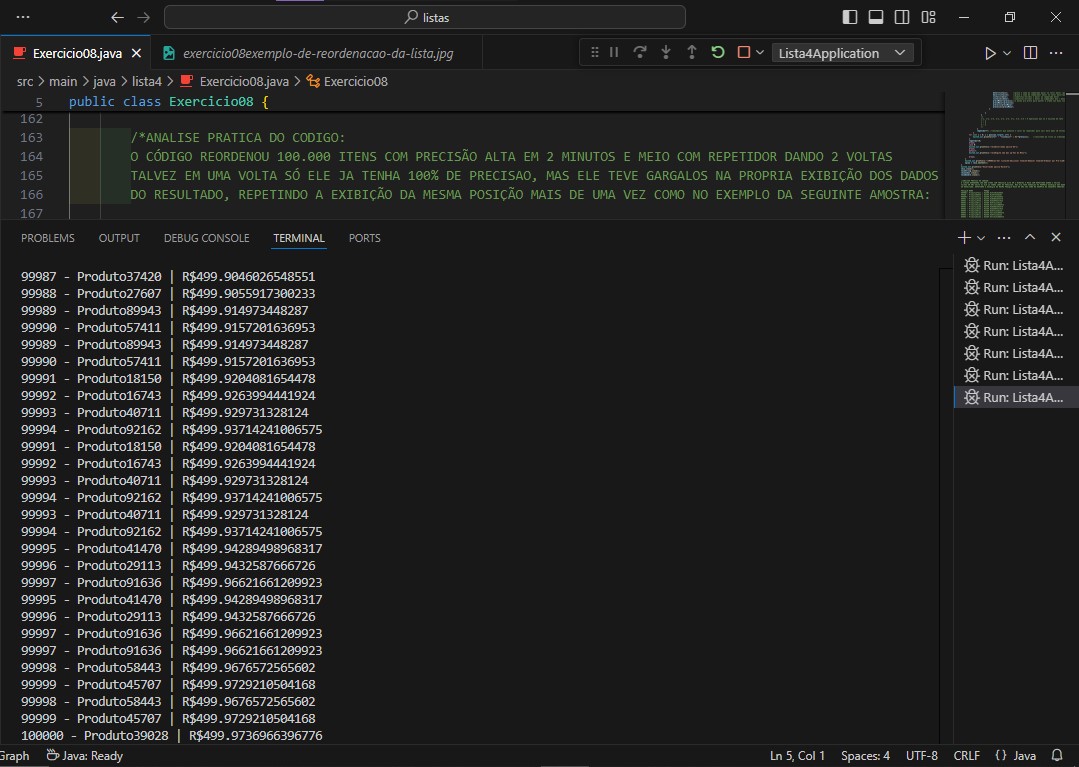 listas
Exercicio08.java
exercicio08exemplo-de-reordenacao-da-lista.jpg
Lista4Application
src > main > java > lista4 > Exercicio08.java > Exercicio08
5 public class Exercicio08 {
162
163 /*ANALISE PRATICA DO CODIGO:
164 O CÓDIGO REORDENOU 100.000 ITENS COM PRECISÃO ALTA EM 2 MINUTOS E MEIO COM REPETIDOR DANDO 2 VOLTAS
165 TALVEZ EM UMA VOLTA SÓ ELE JA TENHA 100% DE PRECISAO, MAS ELE TEVE GARGALOS NA PROPRIA EXIBIÇÃO DOS DADOS
166 DO RESULTADO, REPETINDO A EXIBIÇÃO DA MESMA POSIÇÃO MAIS DE UMA VEZ COMO NO EXEMPLO DA SEGUINTE AMOSTRA:
167
PROBLEMS OUTPUT DEBUG CONSOLE TERMINAL PORTS
99987 - Produto37420 | R$499.9046026548551
99988 - Produto27607 | R$499.9055917300233
99989 - Produto89943 | R$499.914973448287
99990 - Produto57411 | R$499.9157201636953
99989 - Produto89943 | R$499.914973448287
99990 - Produto57411 | R$499.9157201636953
99991 - Produto18150 | R$499.9204081654478
99992 - Produto16743 | R$499.9263994441924
99993 - Produto40711 | R$499.929731328124
99994 - Produto92162 | R$499.93714241006575
99991 - Produto18150 | R$499.9204081654478
99992 - Produto16743 | R$499.9263994441924
99993 - Produto40711 | R$499.929731328124
99994 - Produto92162 | R$499.93714241006575
99993 - Produto40711 | R$499.929731328124
99994 - Produto92162 | R$499.93714241006575
99995 - Produto41470 | R$499.94289498968317
99996 - Produto29113 | R$499.9432587666726
99997 - Produto91636 | R$499.96621661209923
99995 - Produto41470 | R$499.94289498968317
99996 - Produto29113 | R$499.9432587666726
99997 - Produto91636 | R$499.96621661209923
99997 - Produto91636 | R$499.96621661209923
99998 - Produto58443 | R$499.9676572565602
99999 - Produto45707 | R$499.9729210504168
99998 - Produto58443 | R$499.9676572565602
99999 - Produto45707 | R$499.9729210504168
100000 - Produto39028 | R$499.9736966396776
Run: Lista4A...
Run: Lista4A...
Run: Lista4A...
Run: Lista4A...
Run: Lista4A...
Run: Lista4A...
Run: Lista4A...
Graph Java: Ready Ln 5, Col 1 Spaces: 4 UTF-8 CRLF {} Java